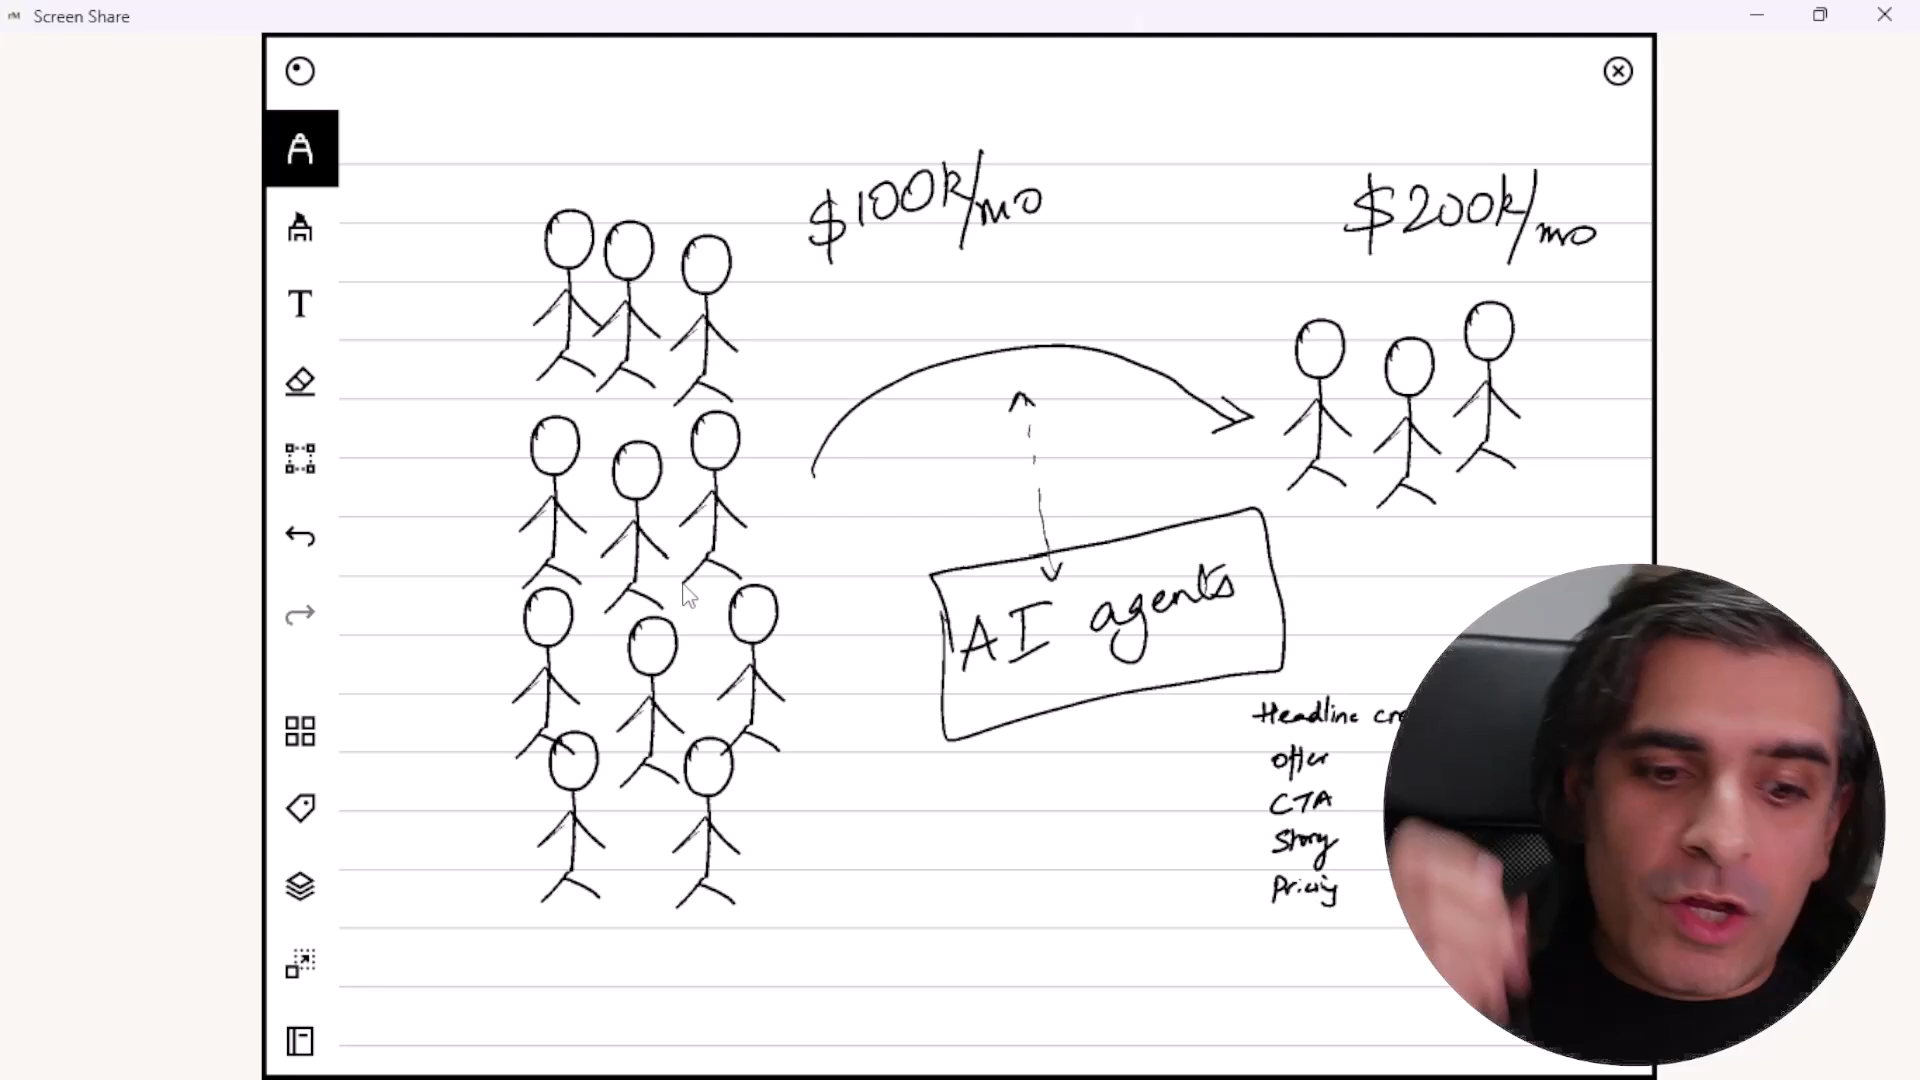 Screen Share
$100k/mo
$200k/mo
AI agents
Headline
offer
CTA
Story
Pricing